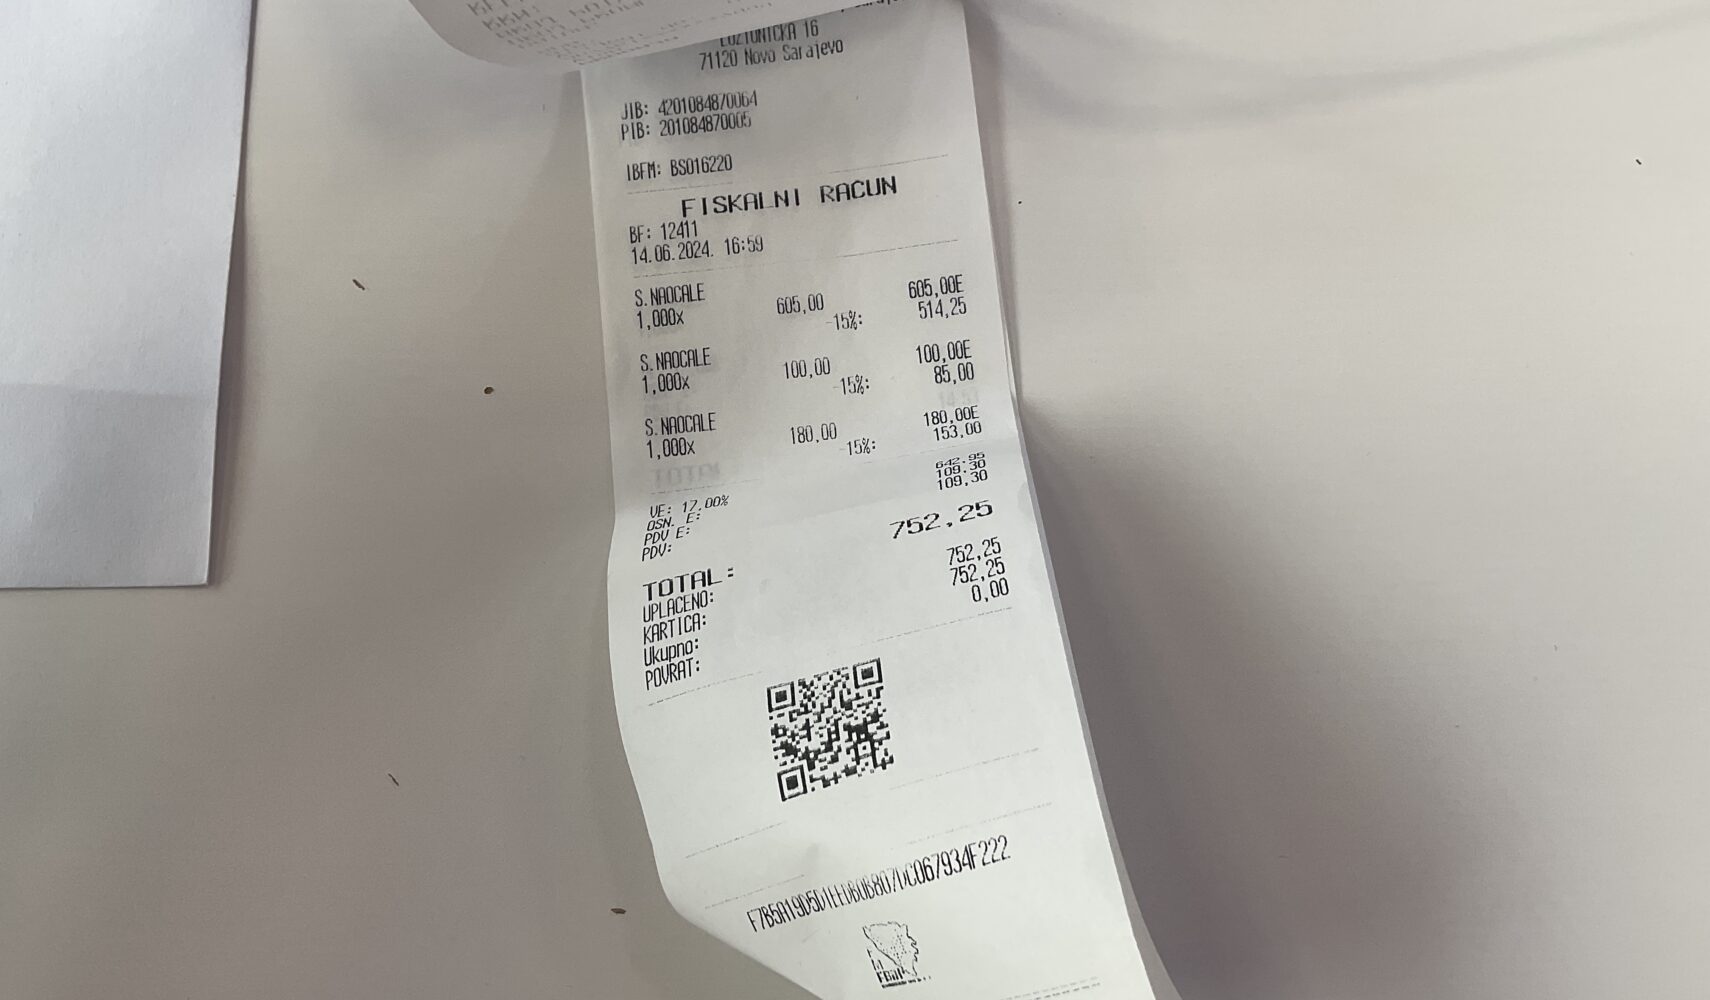 LOZIONICKA 16
71120 Novo Sarajevo
JIB: 4201084870064
PIB: 201084870005
IBFM: BS016220
FISKALNI RACUN
BF: 12411
14.06.2024. 16:59
S.NAOCALE
1,000x 605,00 605,00E
-15%: 514,25
S.NAOCALE
1,000x 100,00 100,00E
-15%: 85,00
S.NAOCALE
1,000x 180,00 180,00E
-15%: 153,00
VE: 17,00%
OSN. E: 642,95
PDV E: 109,30
PDV: 109,30
TOTAL: 752,25
UPLACENO:
KARTICA: 752,25
Ukupno: 752,25
POVRAT: 0,00